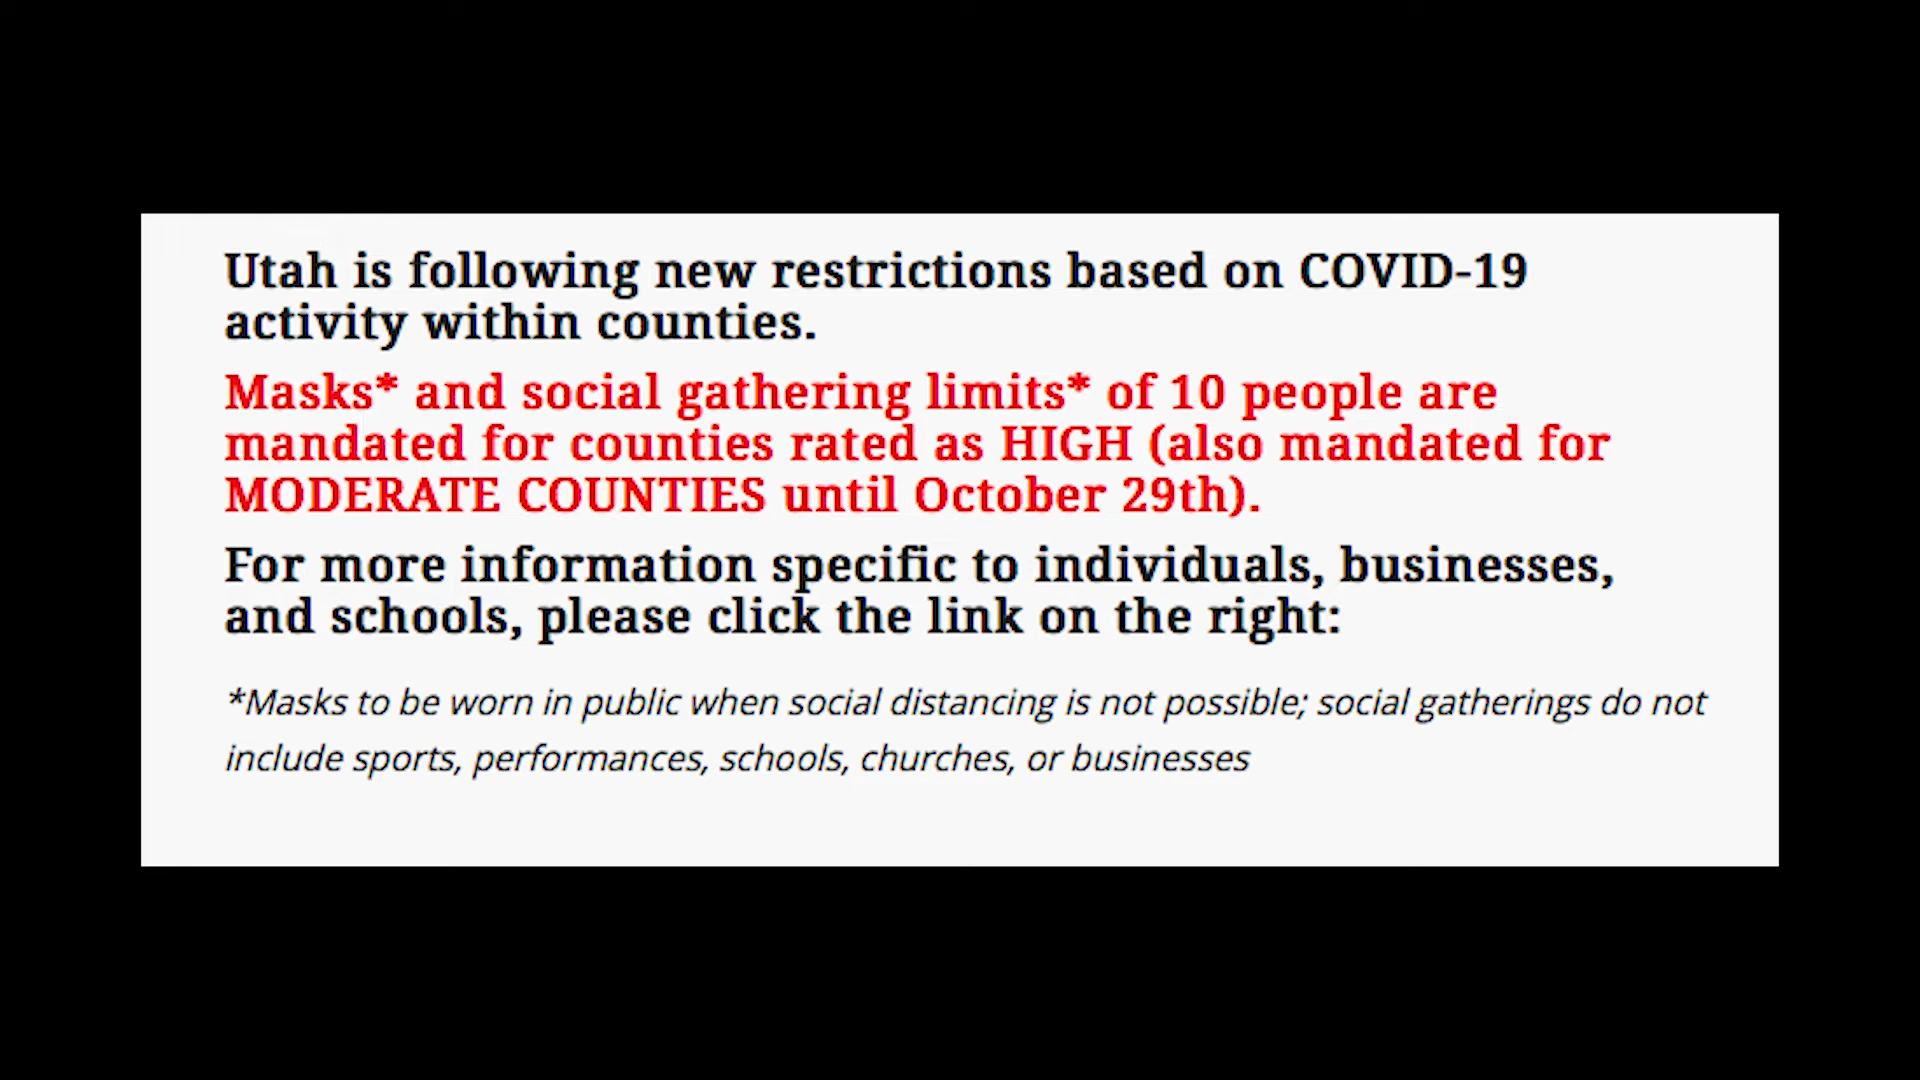 Utah is following new restrictions based on COVID-19
activity within counties.
Masks* and social gathering limits* of 10 people are
mandated for counties rated as HIGH (also mandated for
MODERATE COUNTIES until October 29th).
For more information specific to individuals, businesses,
and schools, please click the link on the right:
*Masks to be worn in public when social distancing is not possible; social gatherings do not
include sports, performances, schools, churches, or businesses